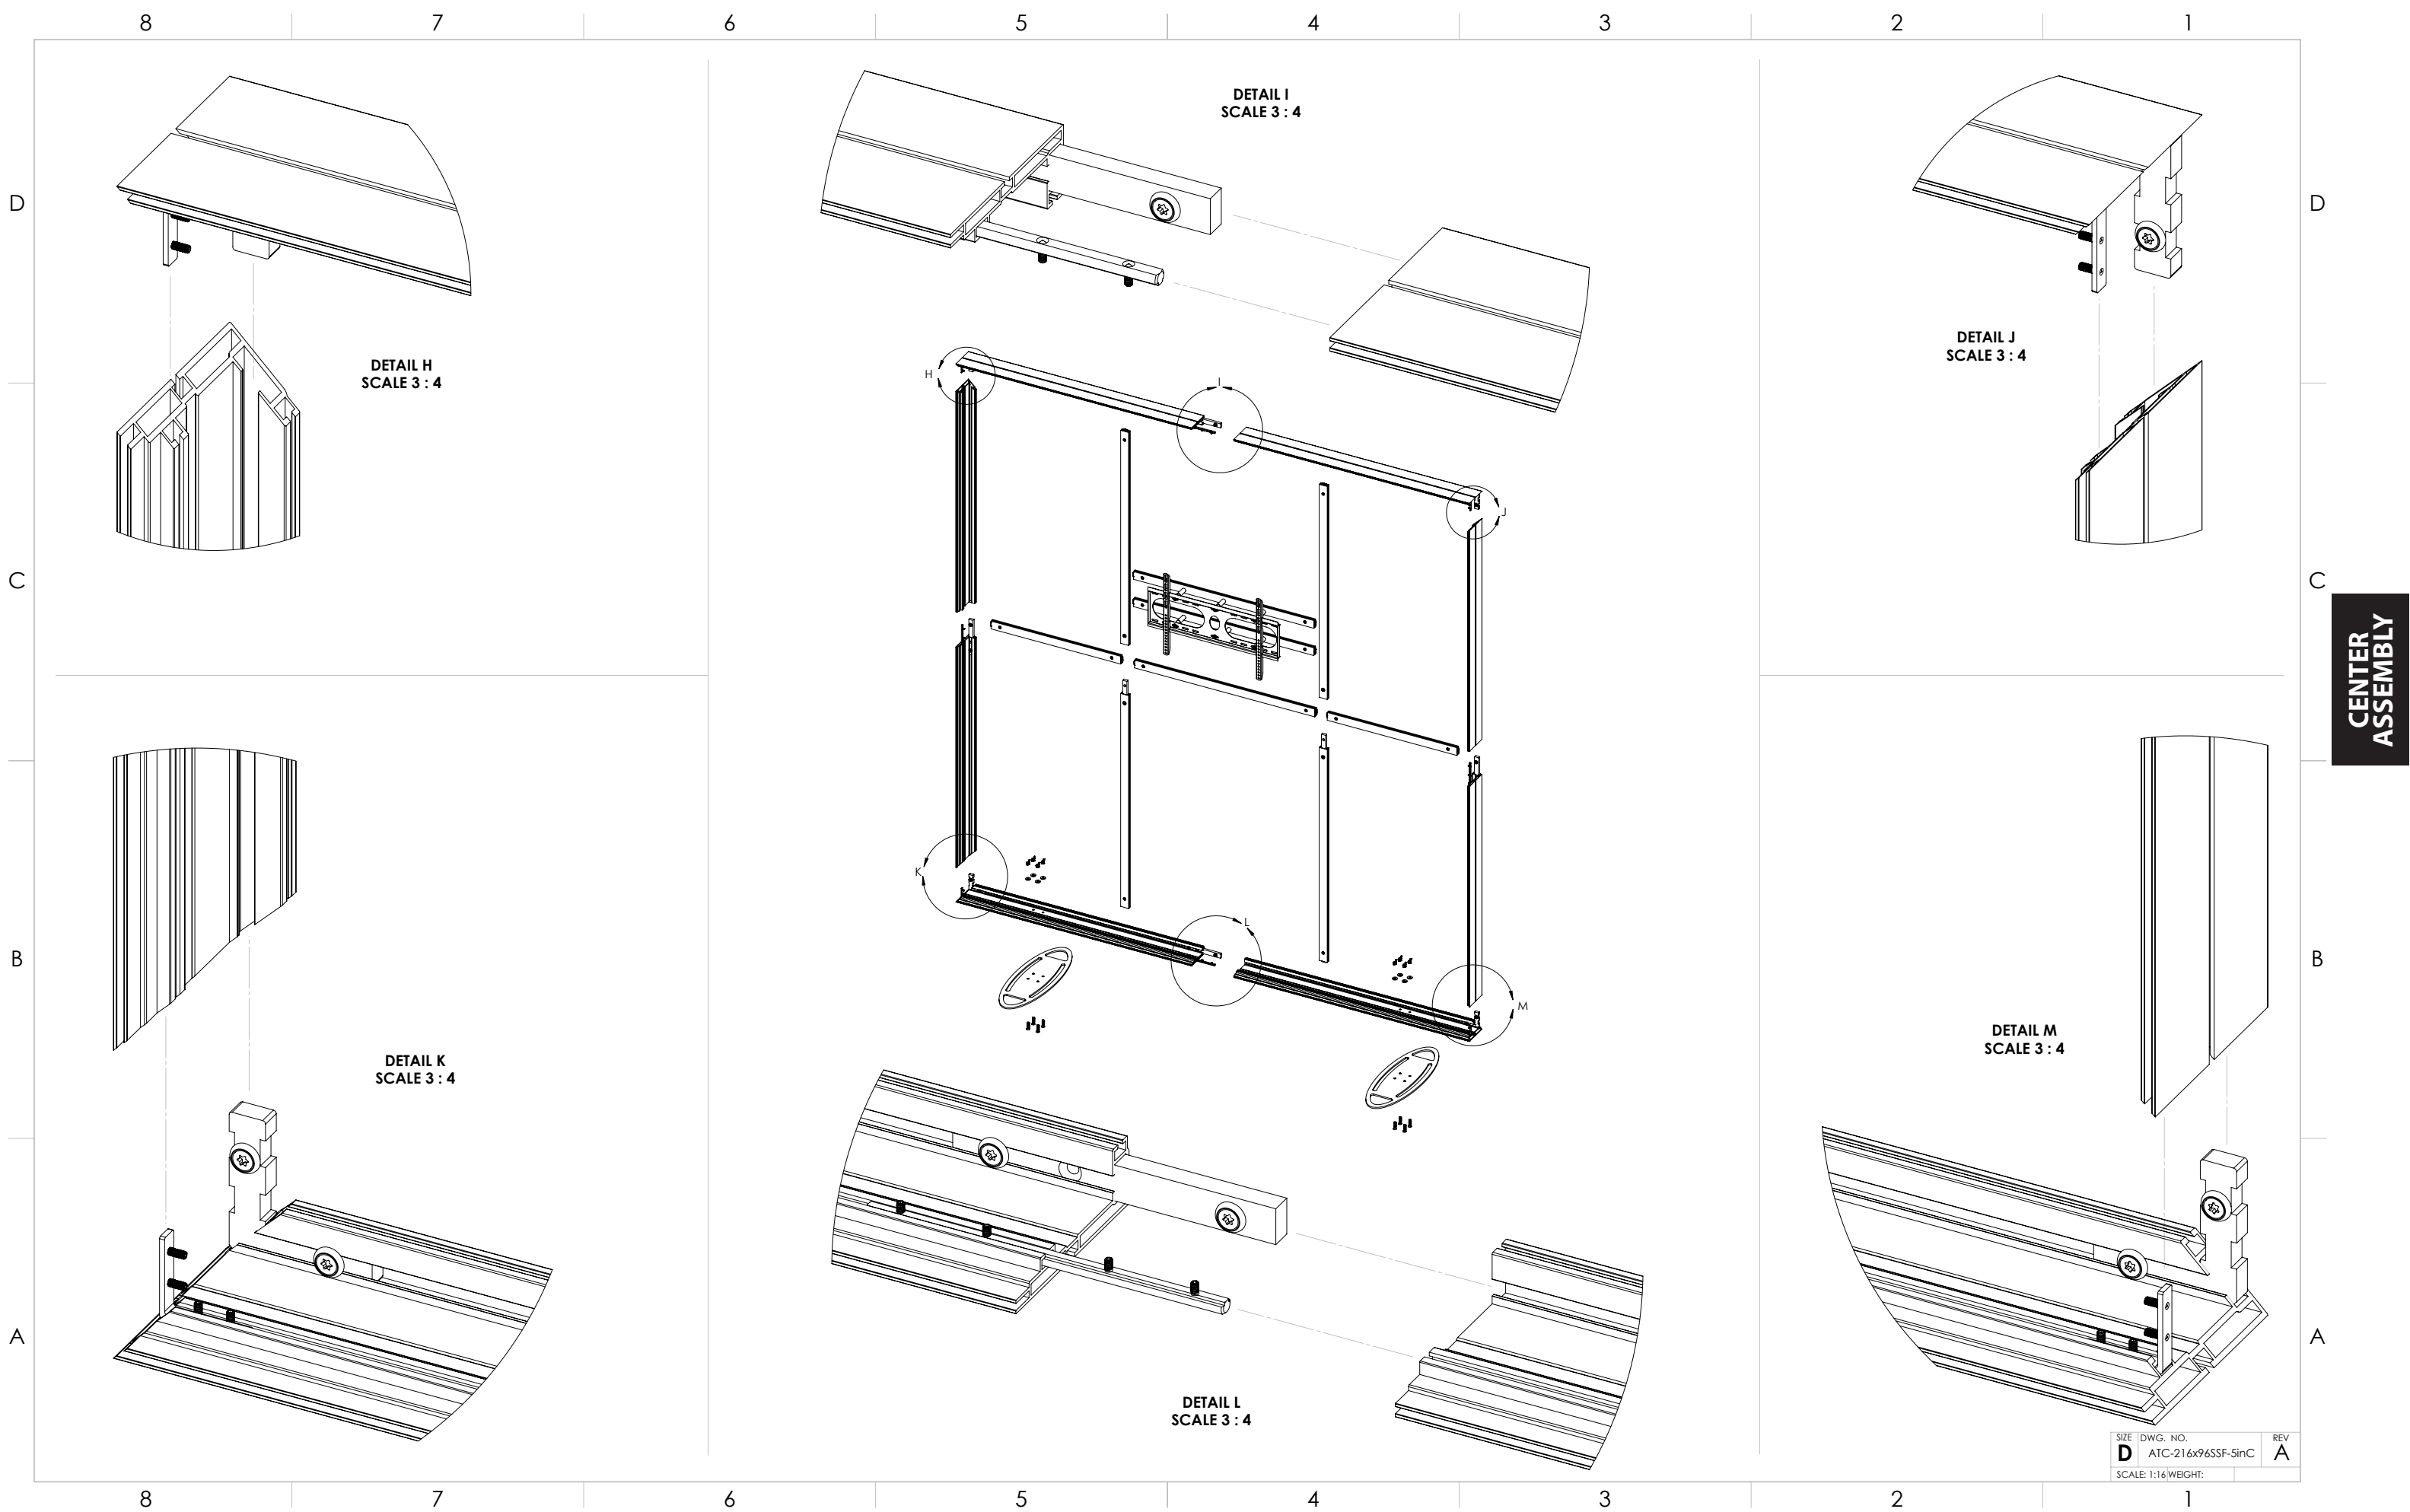 8 7 6 5 4 3 2 1
DETAIL I
SCALE 3 : 4
D D
DETAIL H
SCALE 3 : 4
DETAIL J
SCALE 3 : 4
H
I
J
C C
CENTER
ASSEMBLY
K
L
M
B B
DETAIL K
SCALE 3 : 4
DETAIL M
SCALE 3 : 4
A A
DETAIL L
SCALE 3 : 4
SIZE DWG. NO. REV
D ATC-216x96SSF-5inC A
SCALE: 1:16 WEIGHT:
8 7 6 5 4 3 2 1